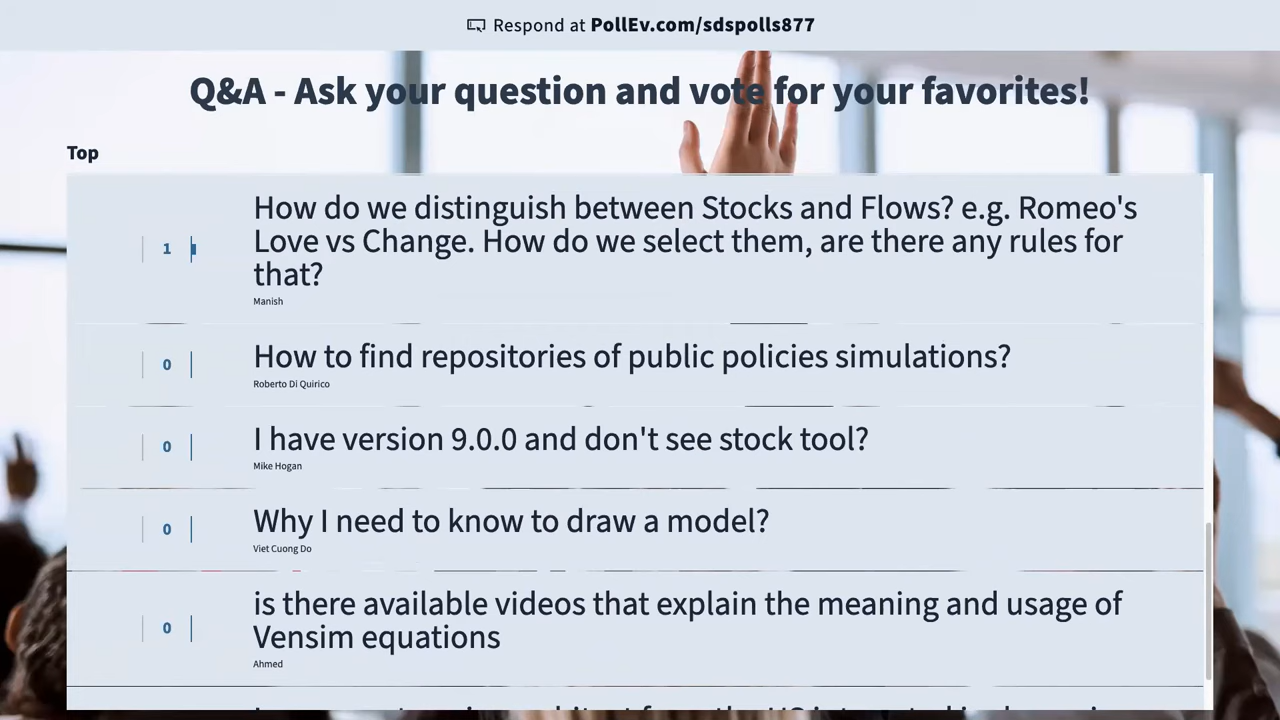 Respond at PollEv.com/sdspolls877
Q&A - Ask your question and vote for your favorites!
Top
1
How do we distinguish between Stocks and Flows? e.g. Romeo's
Love vs Change. How do we select them, are there any rules for
that?
Manish
0
How to find repositories of public policies simulations?
Roberto Di Quirico
0
I have version 9.0.0 and don't see stock tool?
Mike Hogan
0
Why I need to know to draw a model?
Viet Cuong Do
0
is there available videos that explain the meaning and usage of
Vensim equations
Ahmed